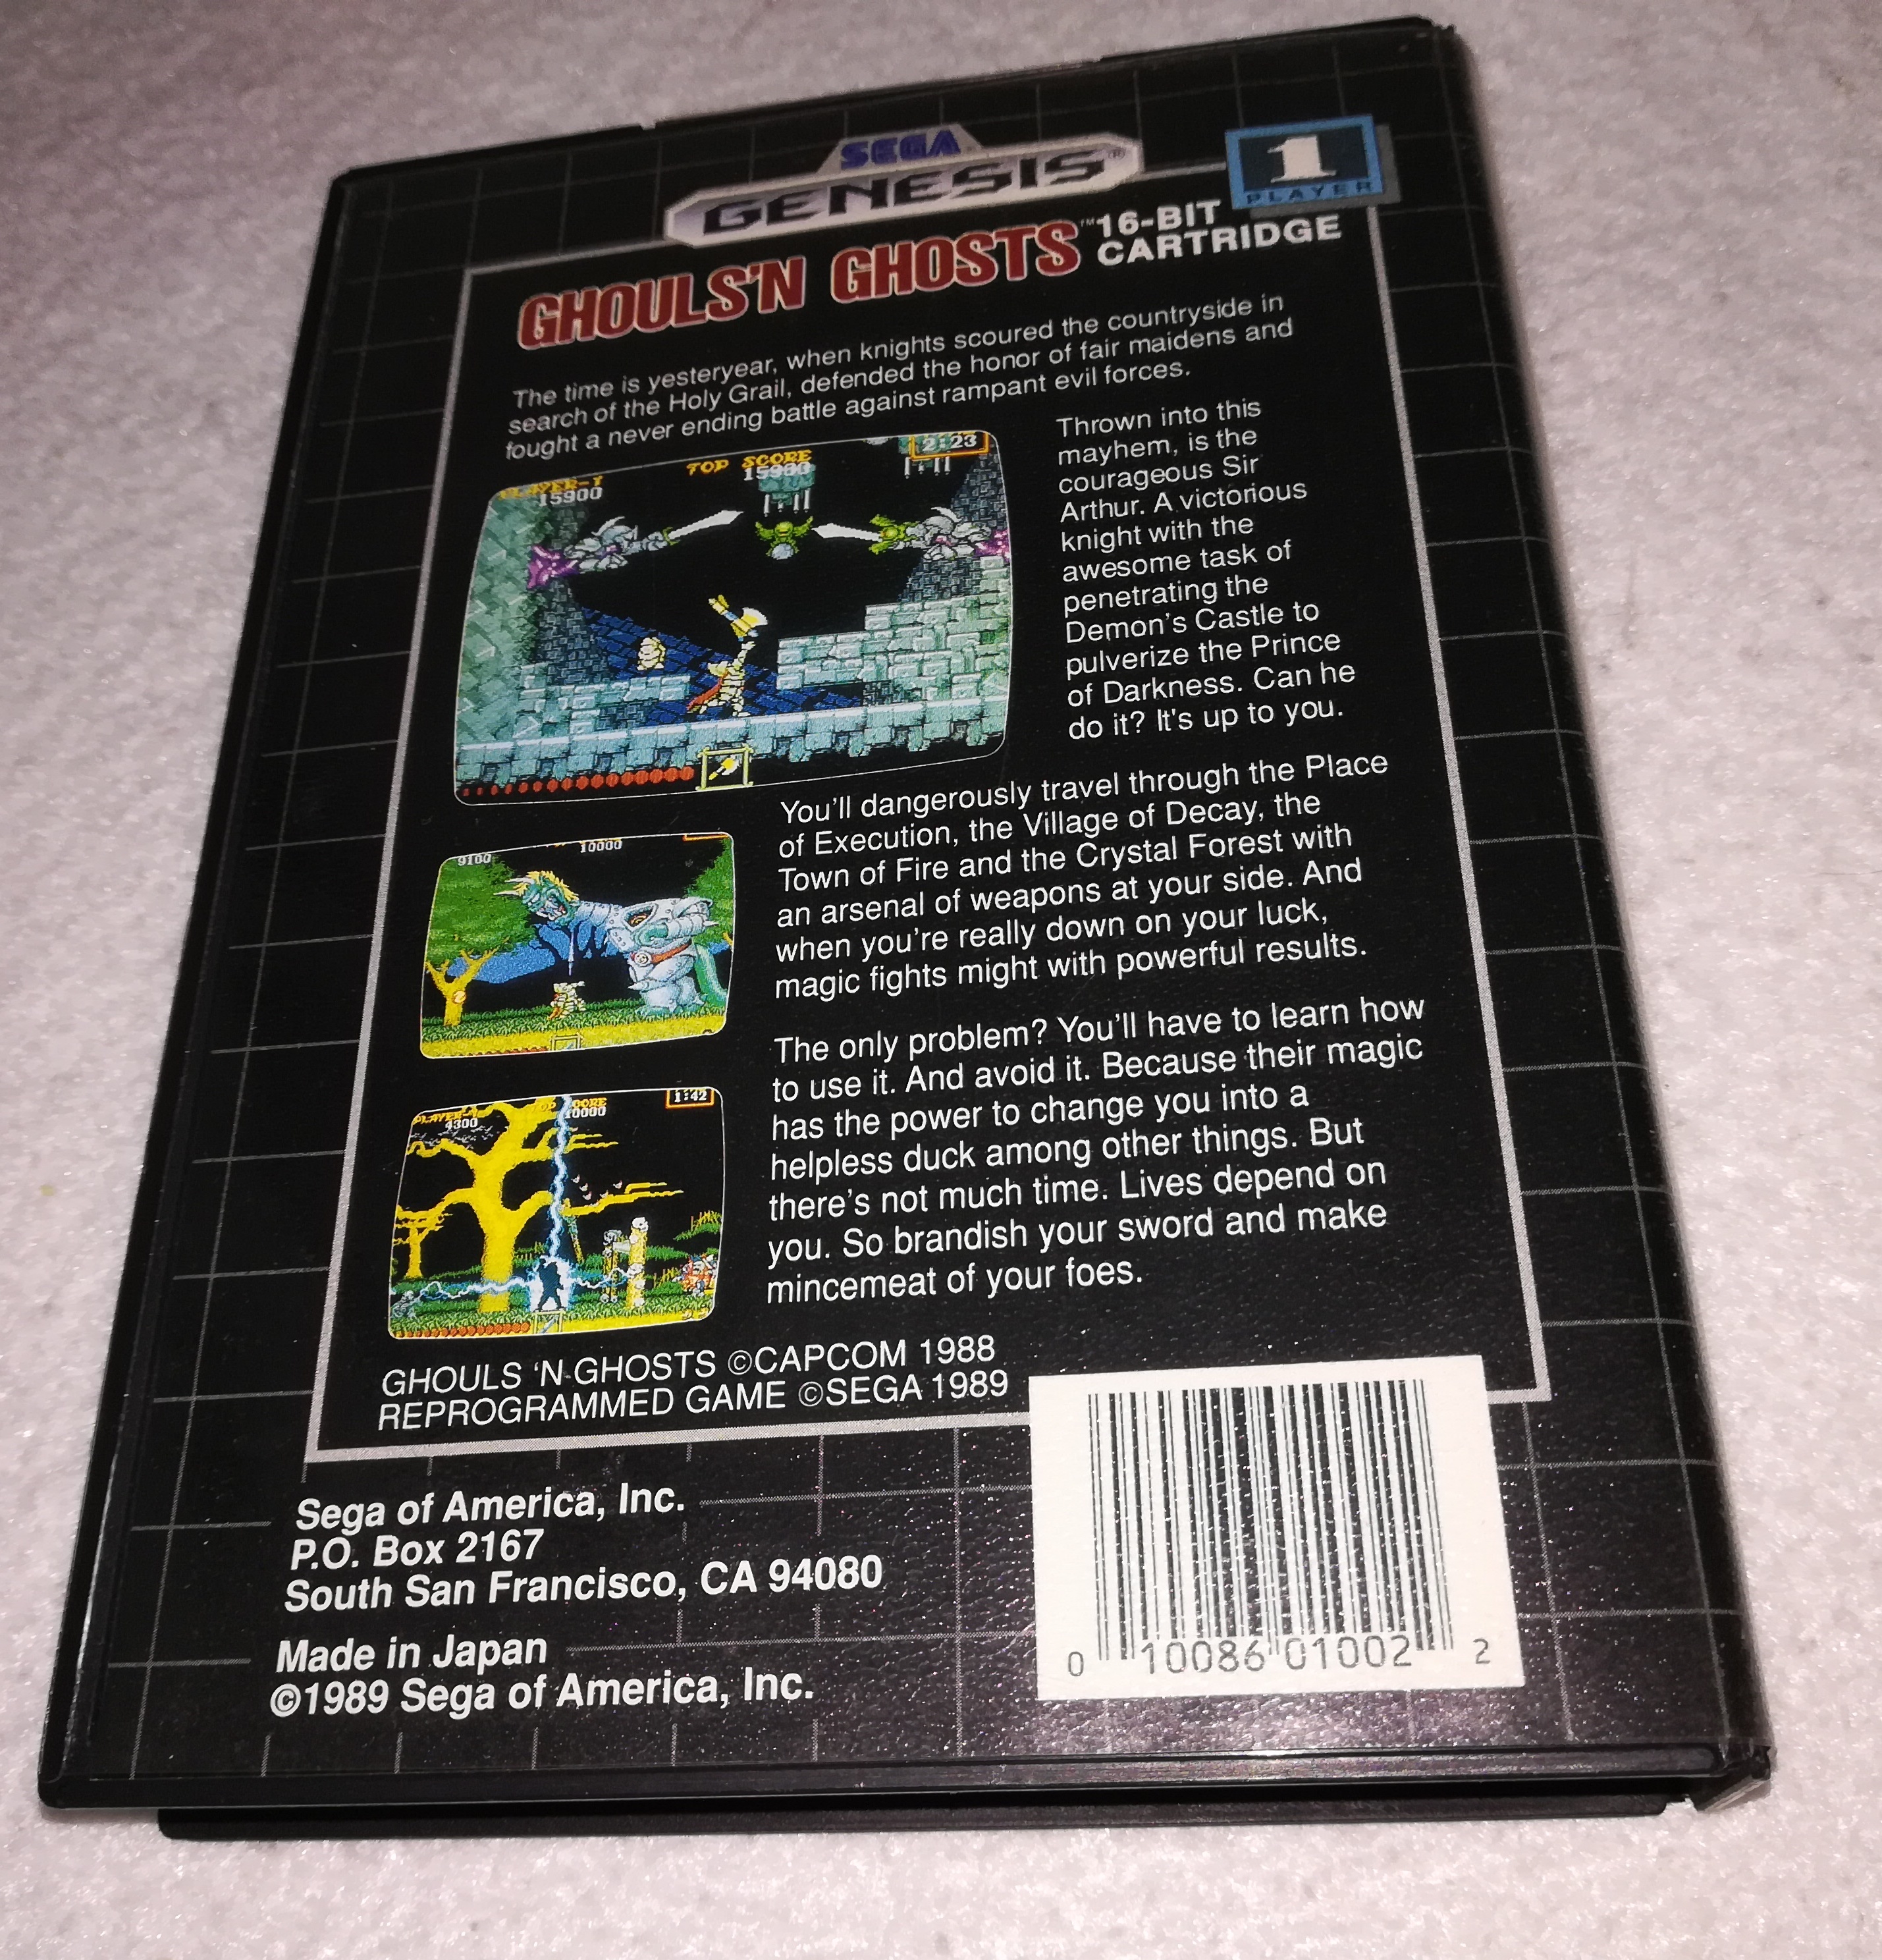 SEGA
GENESIS®
1
PLAYER
GHOULS'N GHOSTS™ 16-BIT
CARTRIDGE
The time is yesteryear, when knights scoured the countryside in
search of the Holy Grail, defended the honor of fair maidens and
fought a never ending battle against rampant evil forces.
Thrown into this
mayhem, is the
courageous Sir
Arthur. A victorious
knight with the
awesome task of
penetrating the
Demon's Castle to
pulverize the Prince
of Darkness. Can he
do it? It's up to you.
PLAYER-1
15900
TOP SCORE
15900
2:23
You'll dangerously travel through the Place
of Execution, the Village of Decay, the
Town of Fire and the Crystal Forest with
an arsenal of weapons at your side. And
when you're really down on your luck,
magic fights might with powerful results.
9100
10000
The only problem? You'll have to learn how
to use it. And avoid it. Because their magic
has the power to change you into a
helpless duck among other things. But
there's not much time. Lives depend on
you. So brandish your sword and make
mincemeat of your foes.
4300
10000
1:42
GHOULS 'N GHOSTS ©CAPCOM 1988
REPROGRAMMED GAME ©SEGA 1989
Sega of America, Inc.
P.O. Box 2167
South San Francisco, CA 94080
Made in Japan
©1989 Sega of America, Inc.
0 10086 01002 2